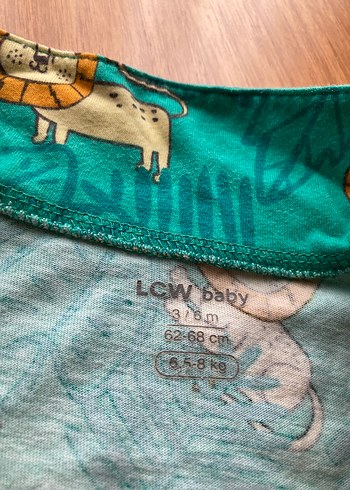 LCW baby
3 / 6 m
62-68 cm
6,5-8 kg